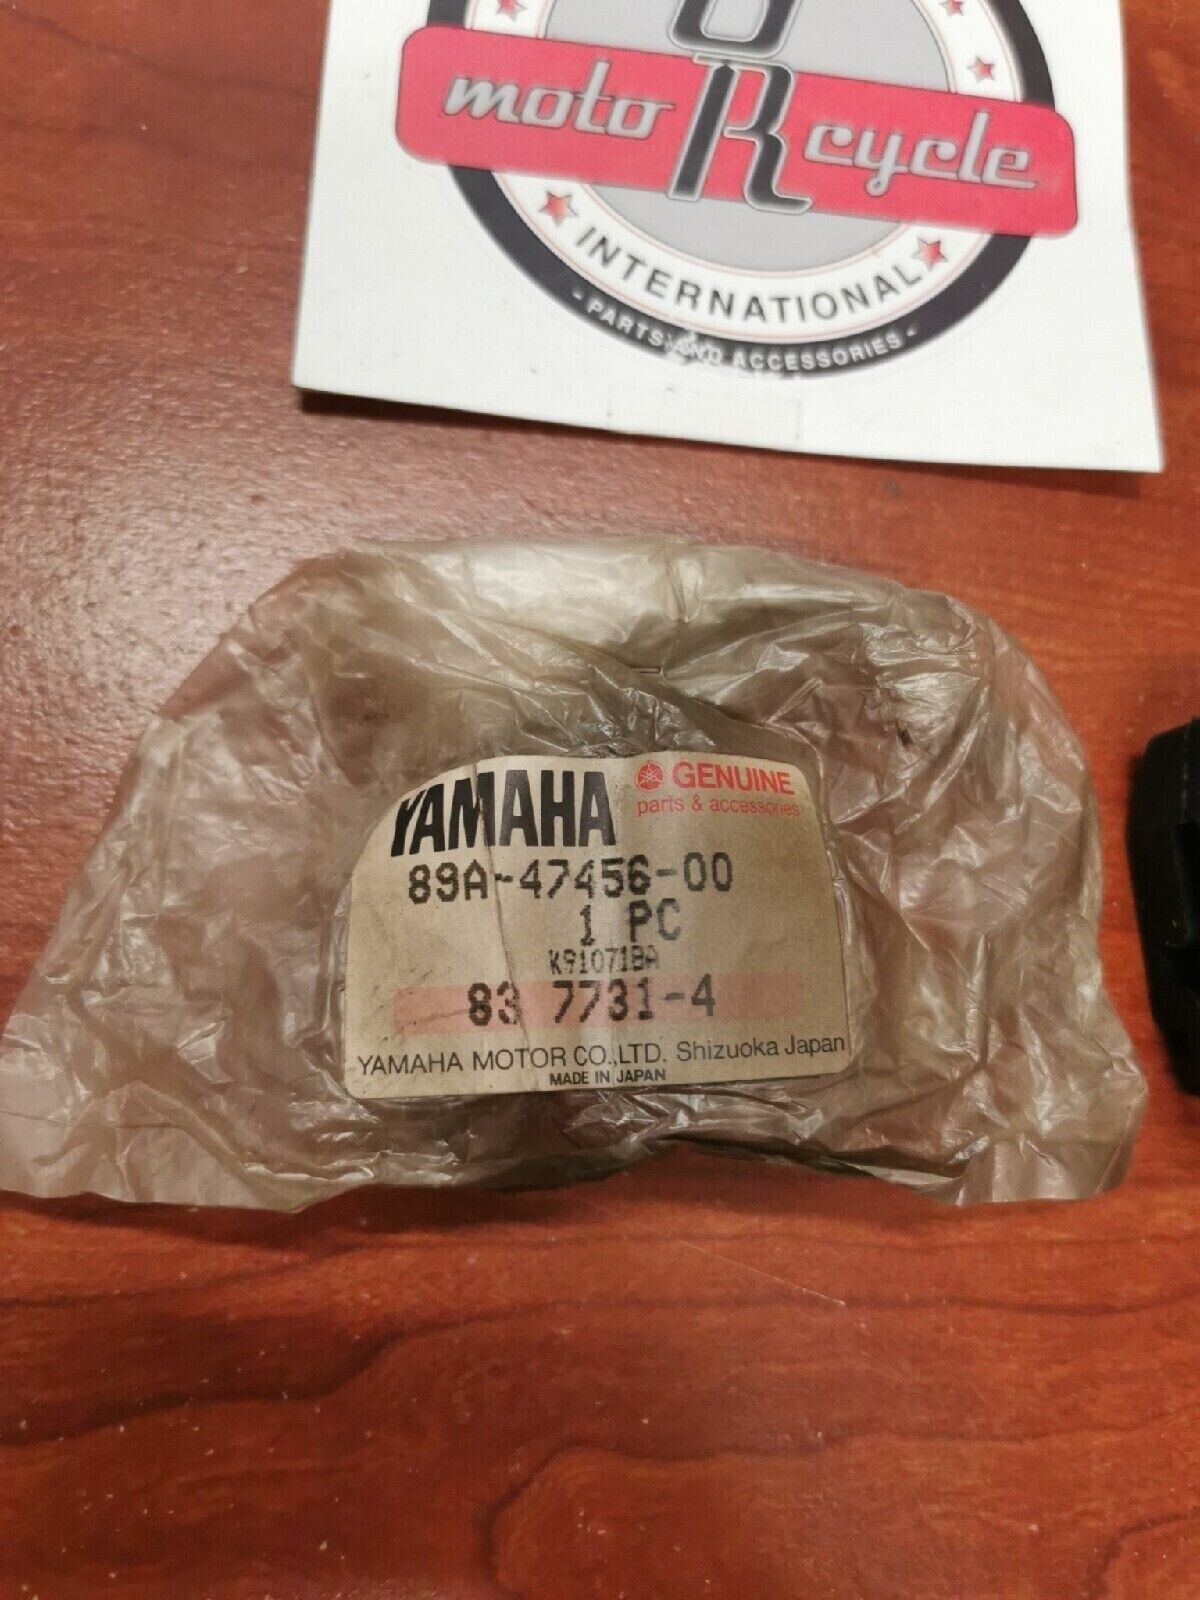 moto R cycle
INTERNATIONAL
- PARTS AND ACCESSORIES -
YAMAHA
GENUINE
parts & accessories
89A-47456-00
1 PC
K91071BA
83 7731-4
YAMAHA MOTOR CO.,LTD. Shizuoka Japan
MADE IN JAPAN